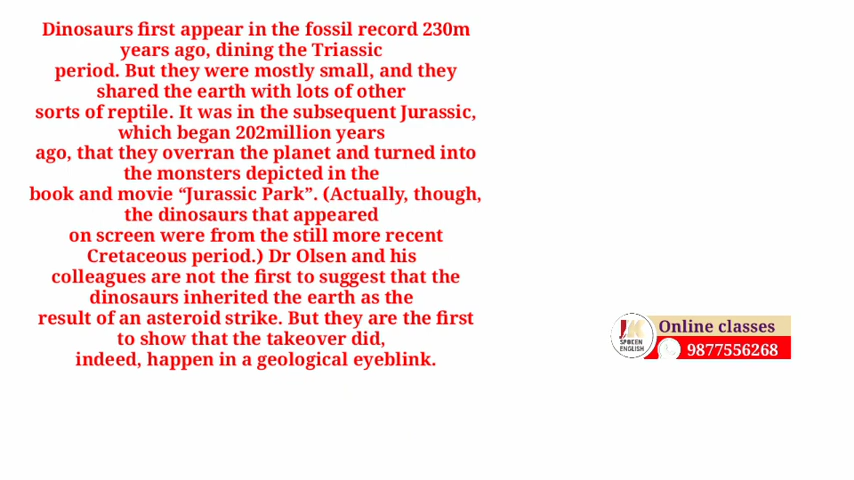 Dinosaurs first appear in the fossil record 230m
years ago, dining the Triassic
period. But they were mostly small, and they
shared the earth with lots of other
sorts of reptile. It was in the subsequent Jurassic,
which began 202million years
ago, that they overran the planet and turned into
the monsters depicted in the
book and movie “Jurassic Park”. (Actually, though,
the dinosaurs that appeared
on screen were from the still more recent
Cretaceous period.) Dr Olsen and his
colleagues are not the first to suggest that the
dinosaurs inherited the earth as the
result of an asteroid strike. But they are the first
to show that the takeover did,
indeed, happen in a geological eyeblink.
Online classes
SPOKEN
ENGLISH
9877556268